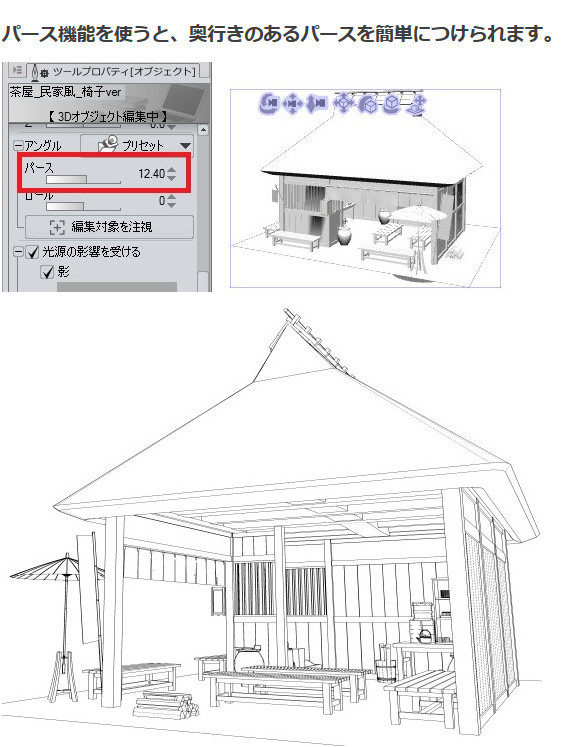 パース機能を使うと、奥行きのあるパースを簡単につけられます。
ツールプロパティ[オブジェクト]
茶屋_民家風_椅子ver
【 3Dオブジェクト編集中 】
アングル プリセット
パース 12.40
ロール 0
編集対象を注視
光源の影響を受ける
影